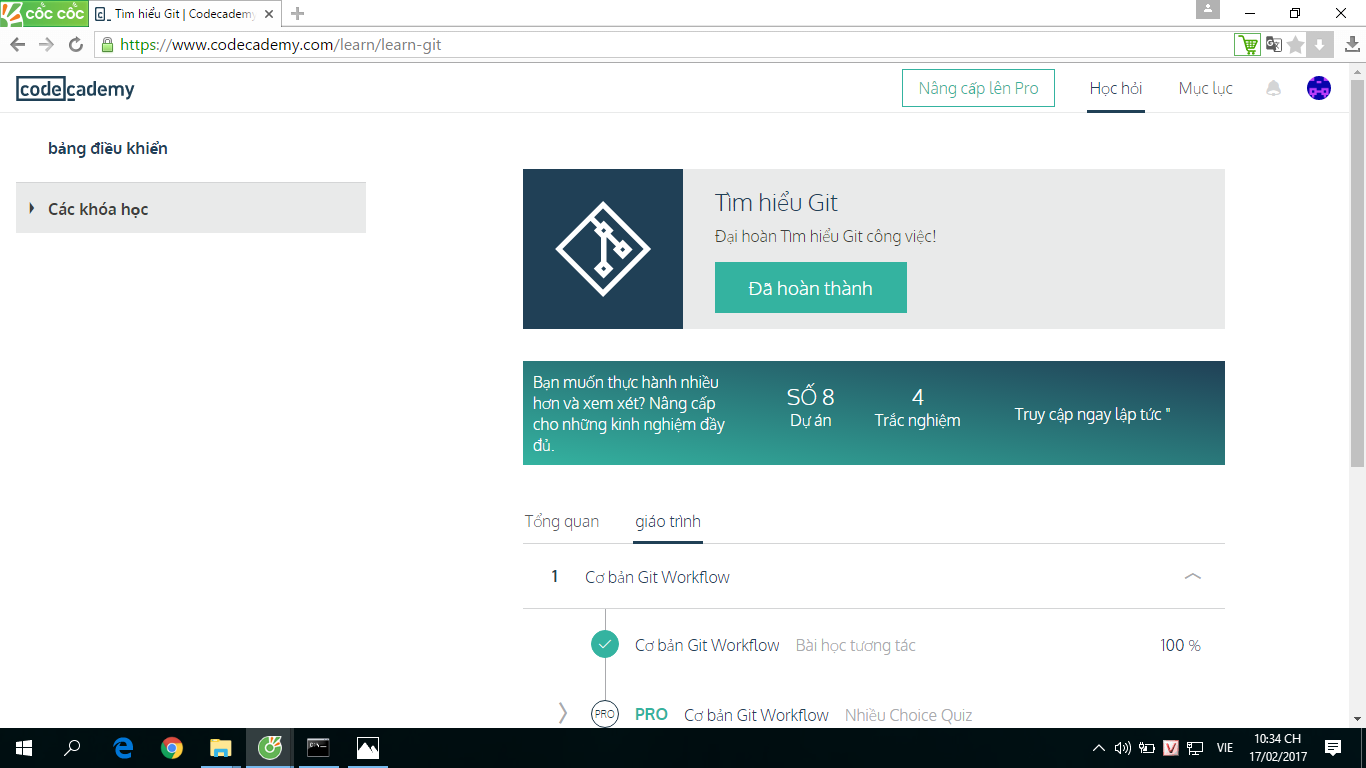 cốc cốc
Tìm hiểu Git | Codecademy
https://www.codecademy.com/learn/learn-git
codecademy
Nâng cấp lên Pro
Học hỏi
Mục lục
bảng điều khiển
Các khóa học
Tìm hiểu Git
Đại hoàn Tìm hiểu Git công việc!
Đã hoàn thành
Bạn muốn thực hành nhiều
hơn và xem xét? Nâng cấp
cho những kinh nghiệm đầy
đủ.
SỐ 8
Dự án
4
Trắc nghiệm
Truy cập ngay lập tức "
Tổng quan
giáo trình
1 Cơ bản Git Workflow
Cơ bản Git Workflow Bài học tương tác 100 %
PRO PRO Cơ bản Git Workflow Nhiều Choice Quiz
VIE
10:34 CH
17/02/2017